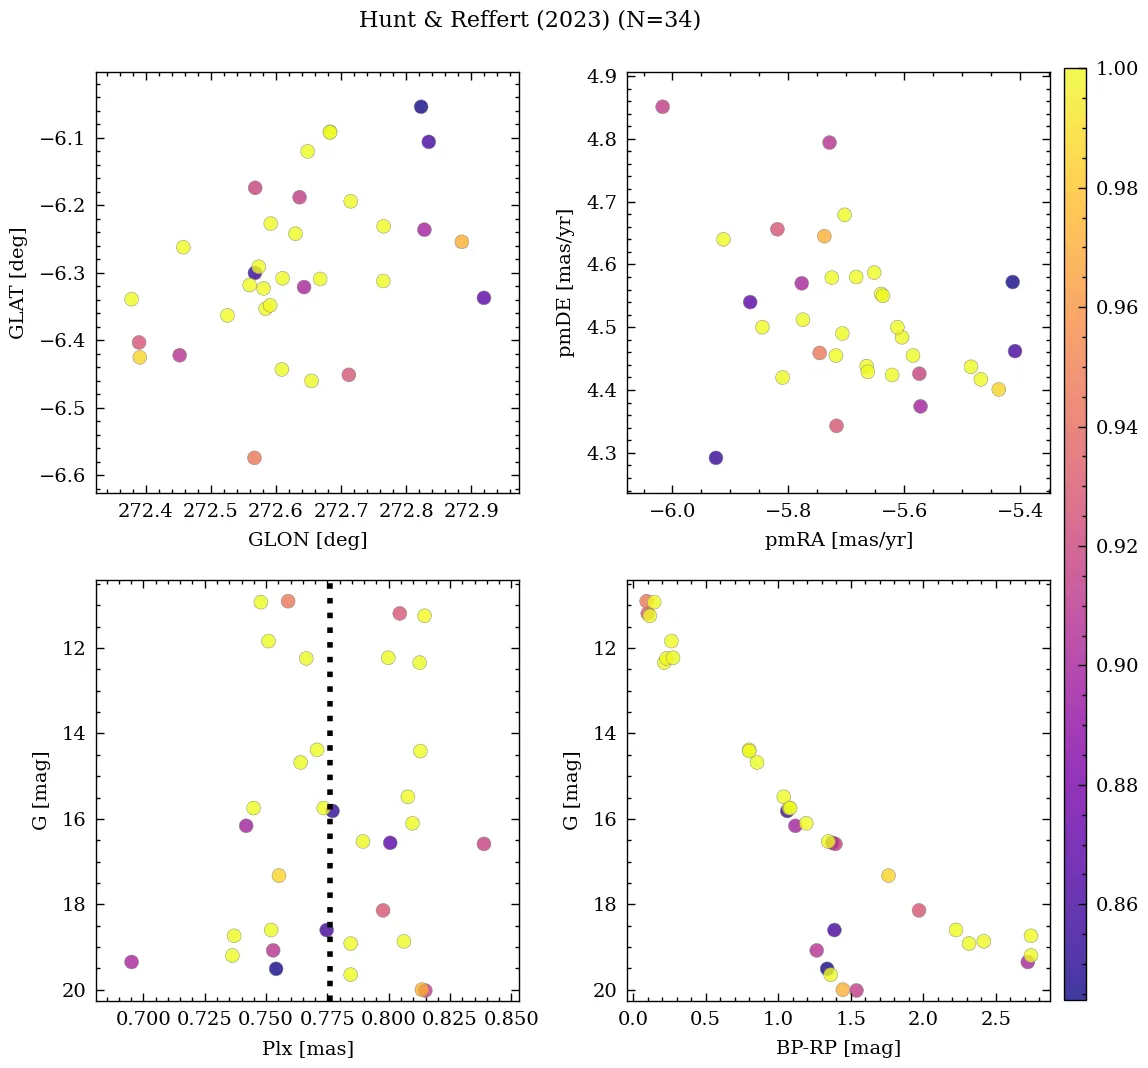 Hunt & Reffert (2023) (N=34)
−6.1
−6.2
−6.3
−6.4
−6.5
−6.6
GLAT [deg]
272.4 272.5 272.6 272.7 272.8 272.9
GLON [deg]
4.9
4.8
4.7
4.6
4.5
4.4
4.3
pmDE [mas/yr]
−6.0 −5.8 −5.6 −5.4
pmRA [mas/yr]
12
14
16
18
20
G [mag]
0.700 0.725 0.750 0.775 0.800 0.825 0.850
Plx [mas]
12
14
16
18
20
G [mag]
0.0 0.5 1.0 1.5 2.0 2.5
BP-RP [mag]
1.00
0.98
0.96
0.94
0.92
0.90
0.88
0.86